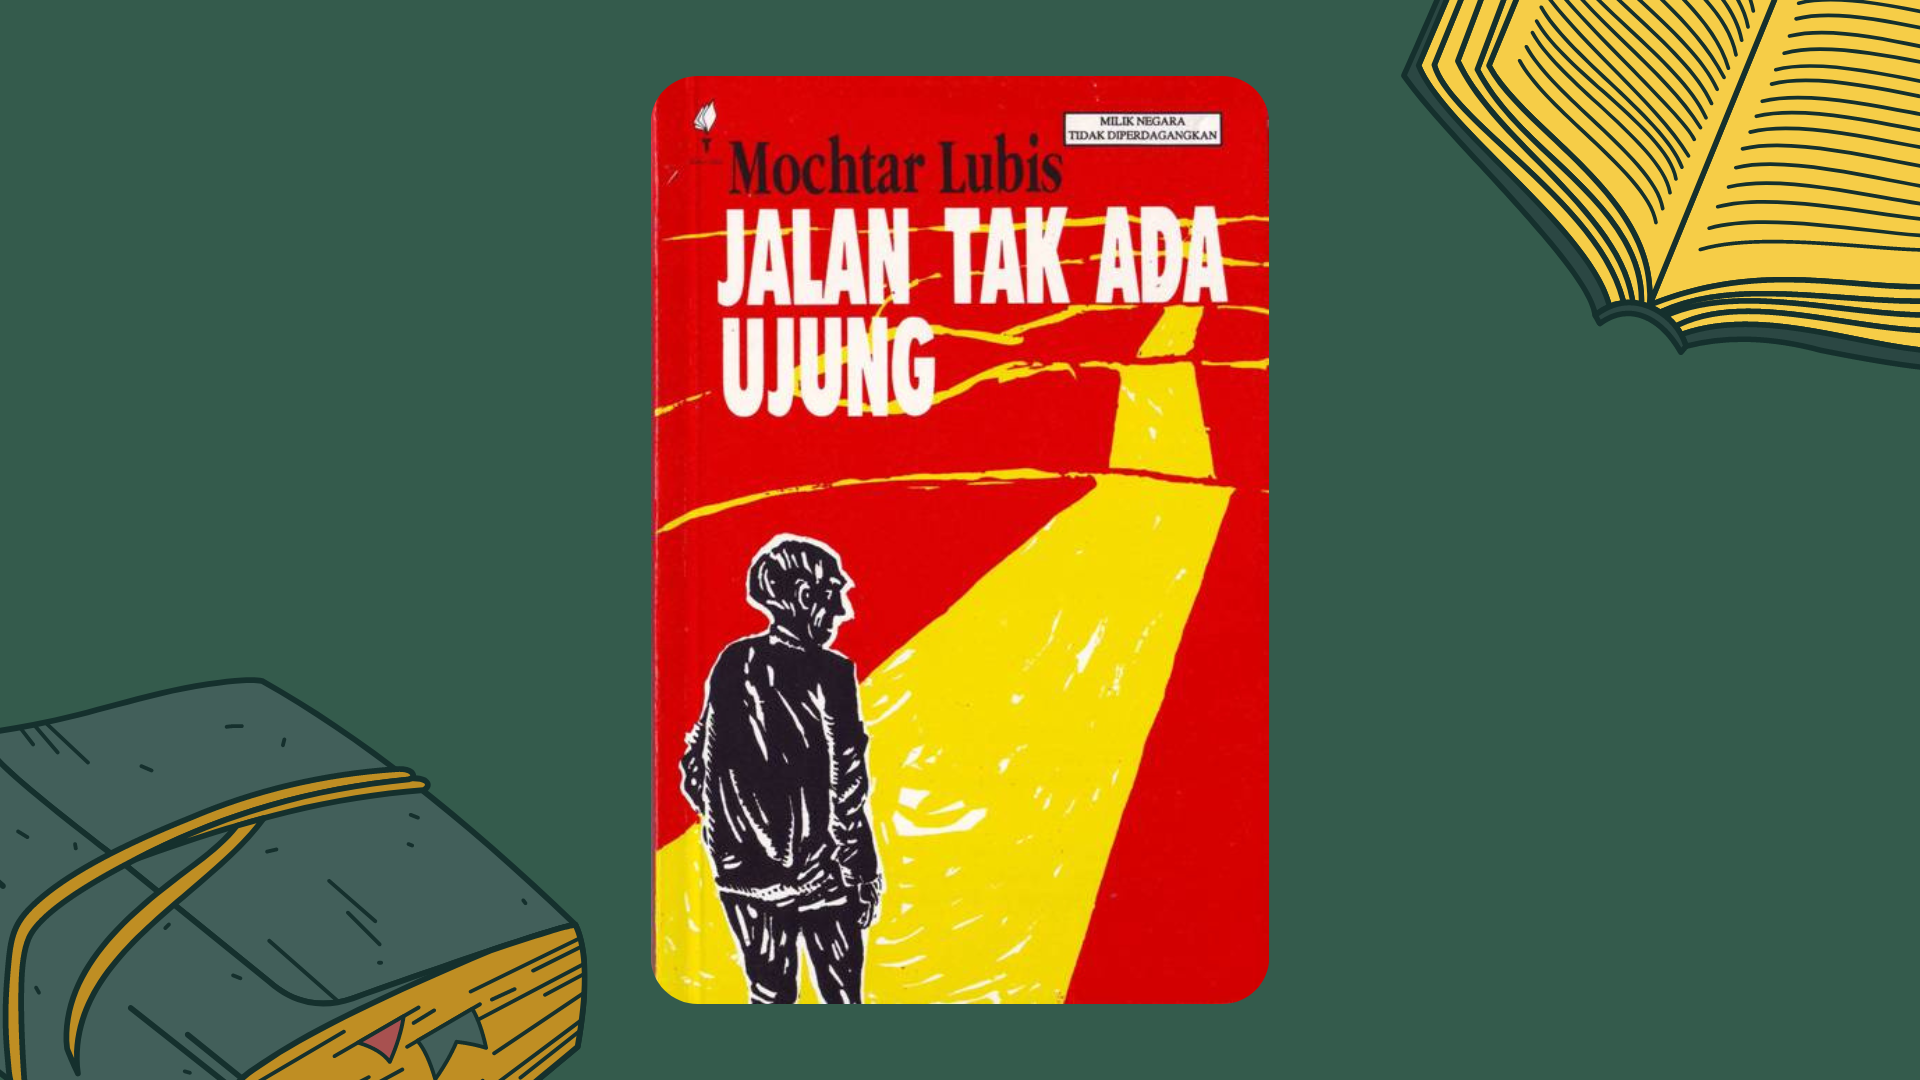 MILIK NEGARA
TIDAK DIPERDAGANGKAN
Mochtar Lubis
JALAN TAK ADA
UJUNG